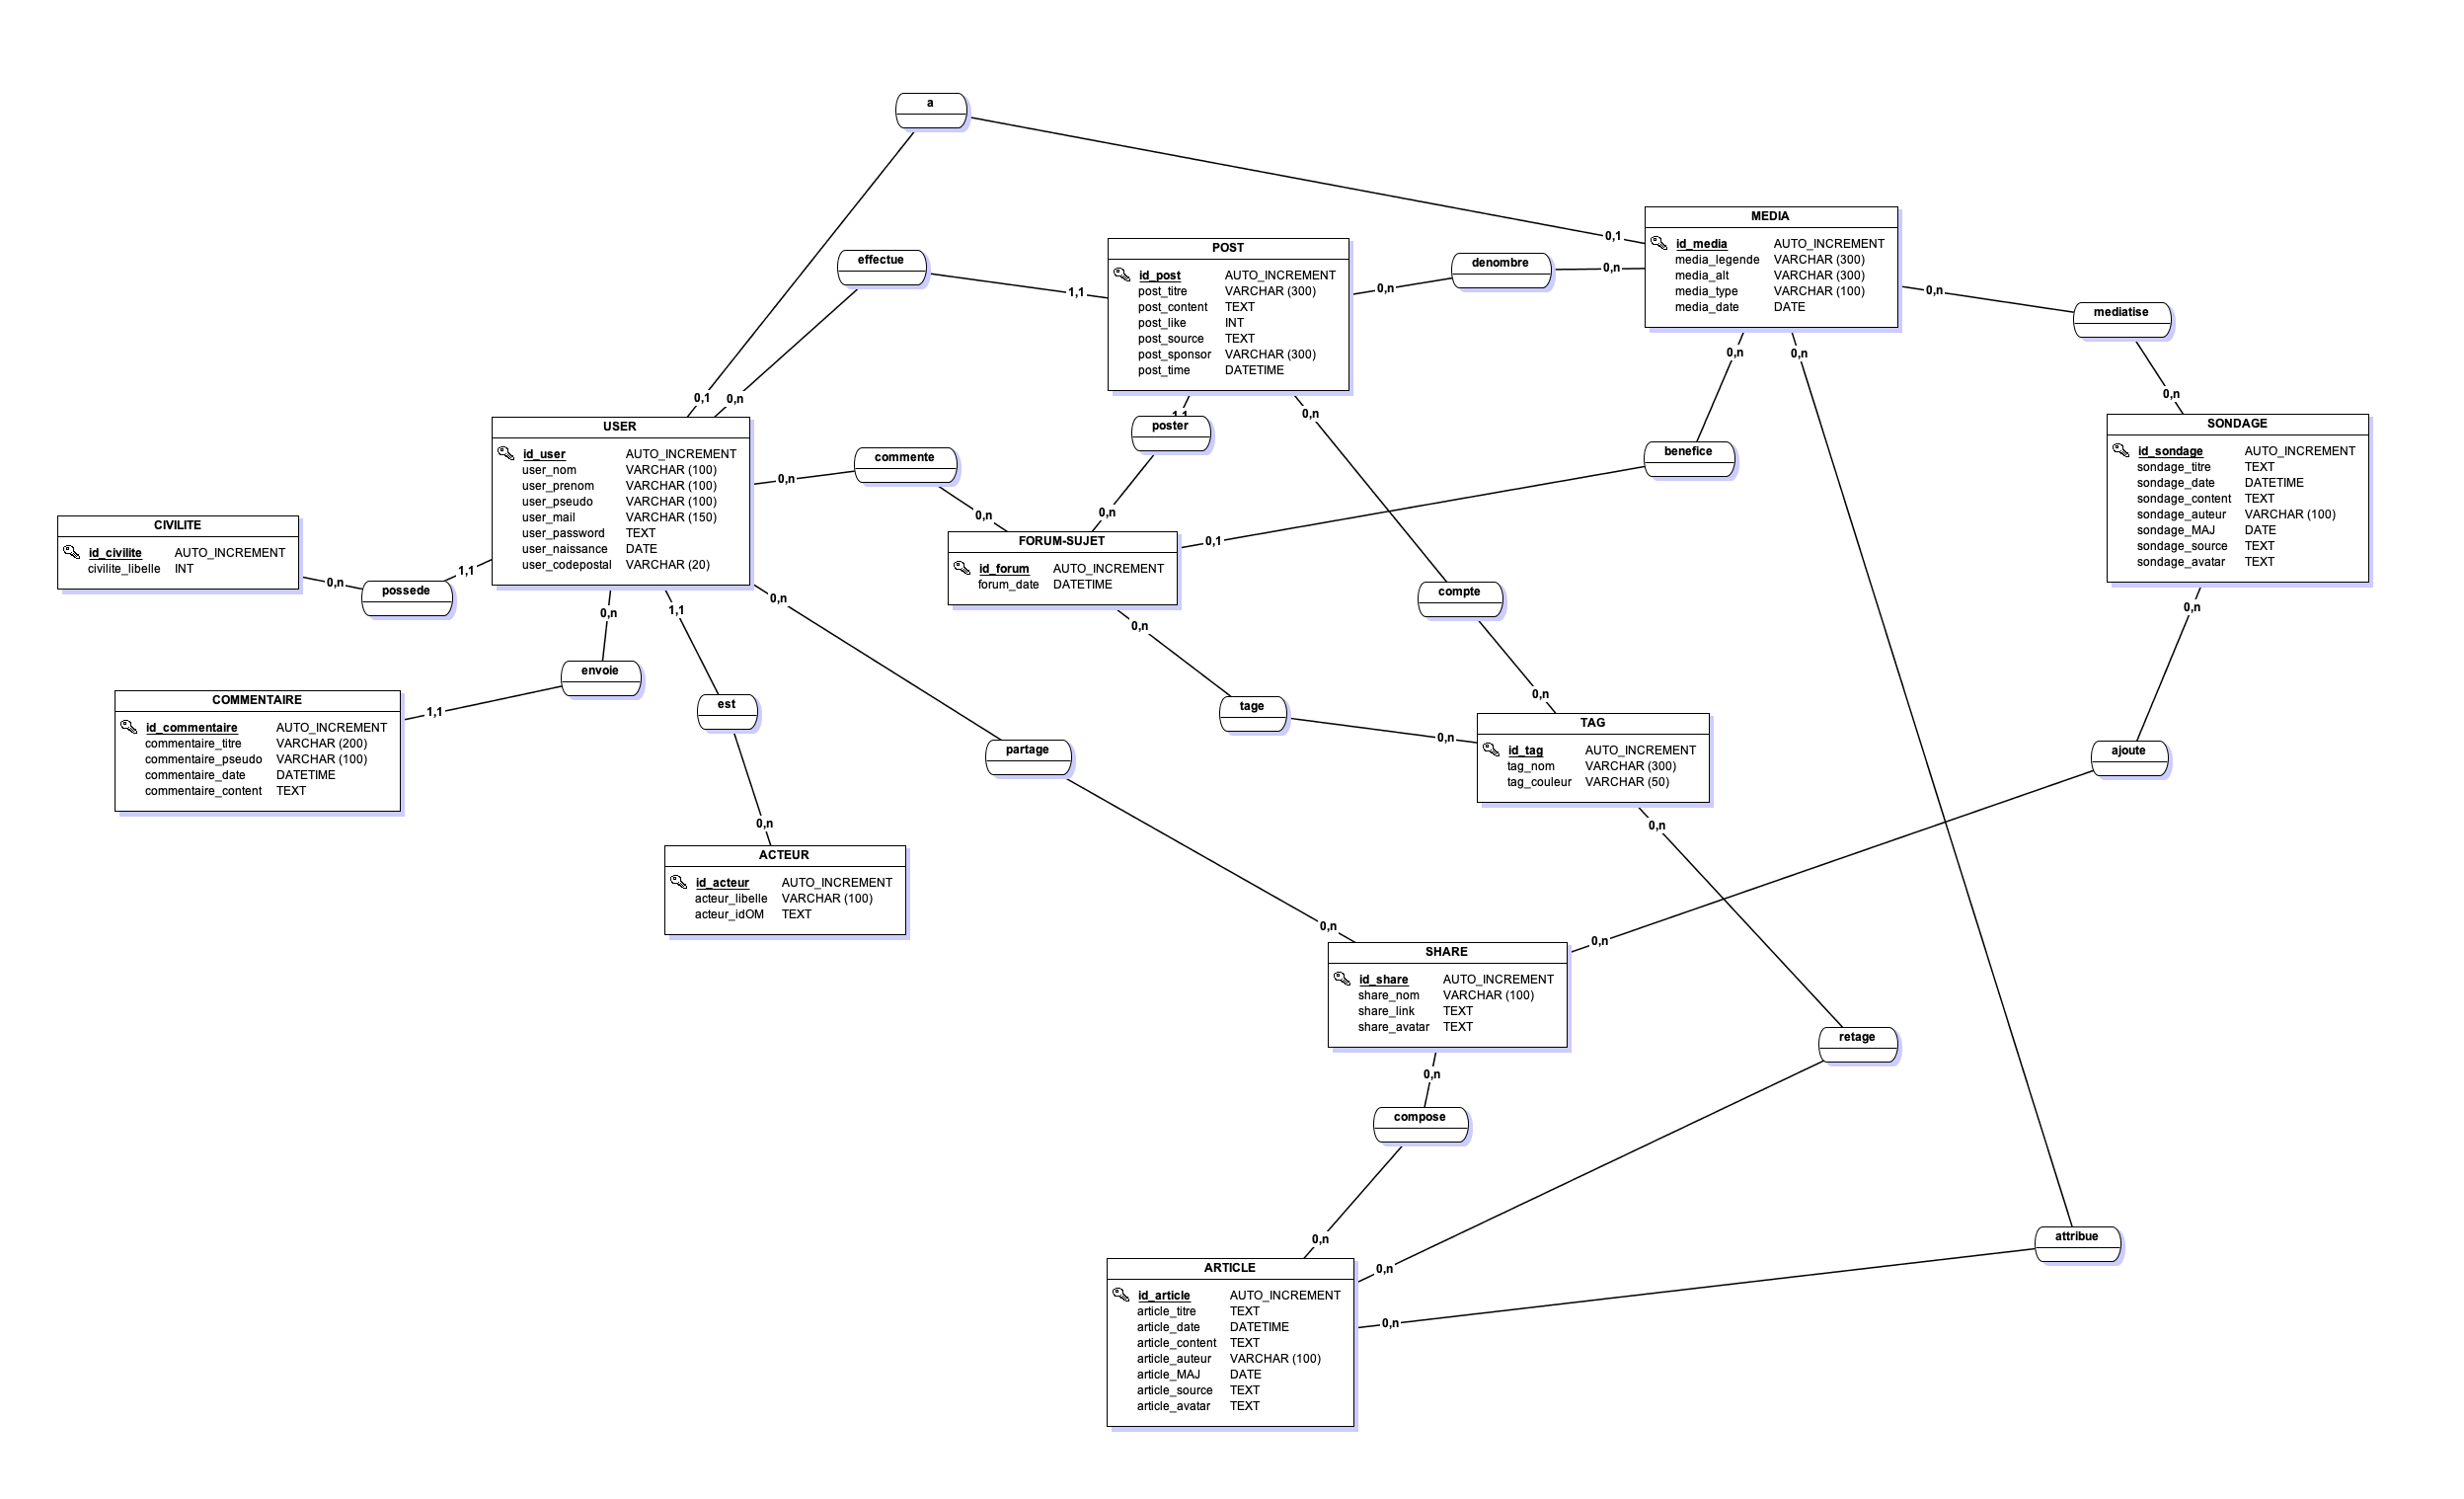 a
0,1
MEDIA
id_media AUTO_INCREMENT
media_legende VARCHAR (300)
media_alt VARCHAR (300)
media_type VARCHAR (100)
media_date DATE
effectue
1,1
POST
id_post AUTO_INCREMENT
post_titre VARCHAR (300)
post_content TEXT
post_like INT
post_source TEXT
post_sponsor VARCHAR (300)
post_time DATETIME
denombre
0,n
0,n
0,n
mediatise
0,n
0,n
0,n
0,1
0,n
1,1
poster
0,n
USER
id_user AUTO_INCREMENT
user_nom VARCHAR (100)
user_prenom VARCHAR (100)
user_pseudo VARCHAR (100)
user_mail VARCHAR (150)
user_password TEXT
user_naissance DATE
user_codepostal VARCHAR (20)
commente
0,n
0,n
0,n
benefice
0,1
SONDAGE
id_sondage AUTO_INCREMENT
sondage_titre TEXT
sondage_date DATETIME
sondage_content TEXT
sondage_auteur VARCHAR (100)
sondage_MAJ DATE
sondage_source TEXT
sondage_avatar TEXT
CIVILITE
id_civilite AUTO_INCREMENT
civilite_libelle INT
0,n
possede
1,1
FORUM-SUJET
id_forum AUTO_INCREMENT
forum_date DATETIME
compte
0,n
1,1
0,n
0,n
0,n
envoie
est
0,n
tage
0,n
0,n
COMMENTAIRE
id_commentaire AUTO_INCREMENT
commentaire_titre VARCHAR (200)
commentaire_pseudo VARCHAR (100)
commentaire_date DATETIME
commentaire_content TEXT
1,1
partage
TAG
id_tag AUTO_INCREMENT
tag_nom VARCHAR (300)
tag_couleur VARCHAR (50)
ajoute
0,n
0,n
ACTEUR
id_acteur AUTO_INCREMENT
acteur_libelle VARCHAR (100)
acteur_idOM TEXT
0,n
0,n
SHARE
id_share AUTO_INCREMENT
share_nom VARCHAR (100)
share_link TEXT
share_avatar TEXT
retage
0,n
compose
0,n
attribue
0,n
0,n
ARTICLE
id_article AUTO_INCREMENT
article_titre TEXT
article_date DATETIME
article_content TEXT
article_auteur VARCHAR (100)
article_MAJ DATE
article_source TEXT
article_avatar TEXT